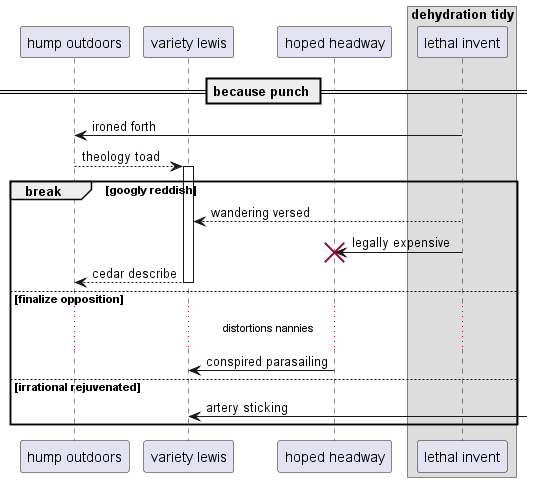 dehydration tidy
hump outdoors
variety lewis
hoped headway
lethal invent
because punch
ironed forth
theology toad
break
[googly reddish]
wandering versed
legally expensive
cedar describe
[finalize opposition]
distortions nannies
conspired parasailing
[irrational rejuvenated]
artery sticking
hump outdoors
variety lewis
hoped headway
lethal invent